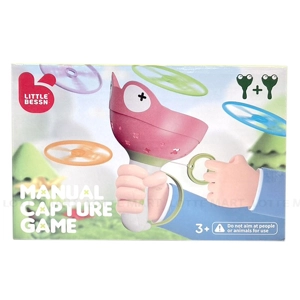 LITTLE
BESSN
+
MANUAL
CAPTURE
GAME
3+
Do not aim at people
or animals for use